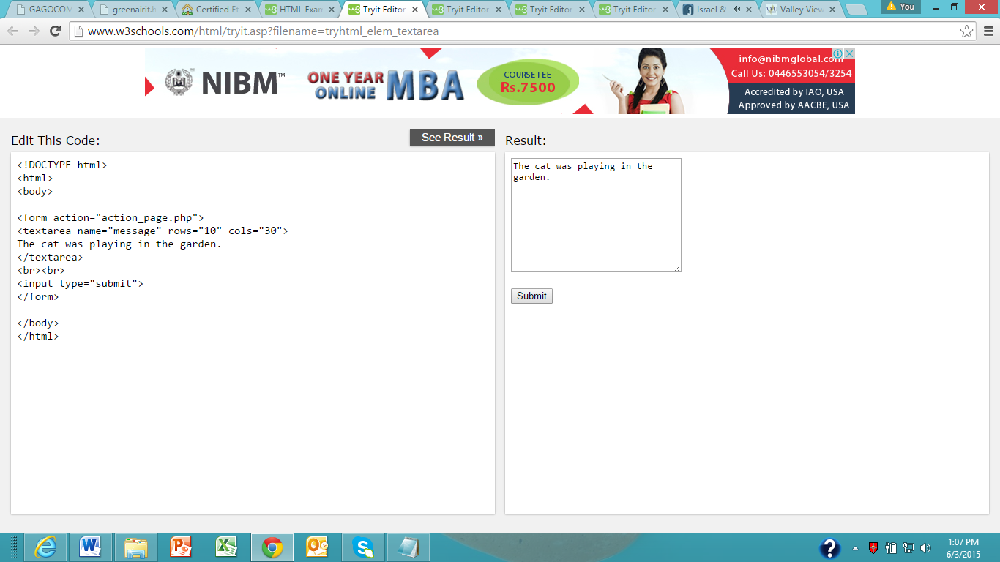 GAGOCOM
greenairit.h
Certified Et
HTML Exam
Tryit Editor
Tryit Editor
Tryit Editor
Tryit Editor
Israel &
Valley View
You
www.w3schools.com/html/tryit.asp?filename=tryhtml_elem_textarea
NIBM™
ONE YEAR
ONLINE
MBA
COURSE FEE
Rs.7500
info@nibmglobal.com
Call Us: 0446553054/3254
Accredited by IAO, USA
Approved by AACBE, USA
Edit This Code:
See Result »
<!DOCTYPE html>
<html>
<body>
<form action="action_page.php">
<textarea name="message" rows="10" cols="30">
The cat was playing in the garden.
</textarea>
<br><br>
<input type="submit">
</form>
</body>
</html>
Result:
The cat was playing in the
garden.
Submit
1:07 PM
6/3/2015